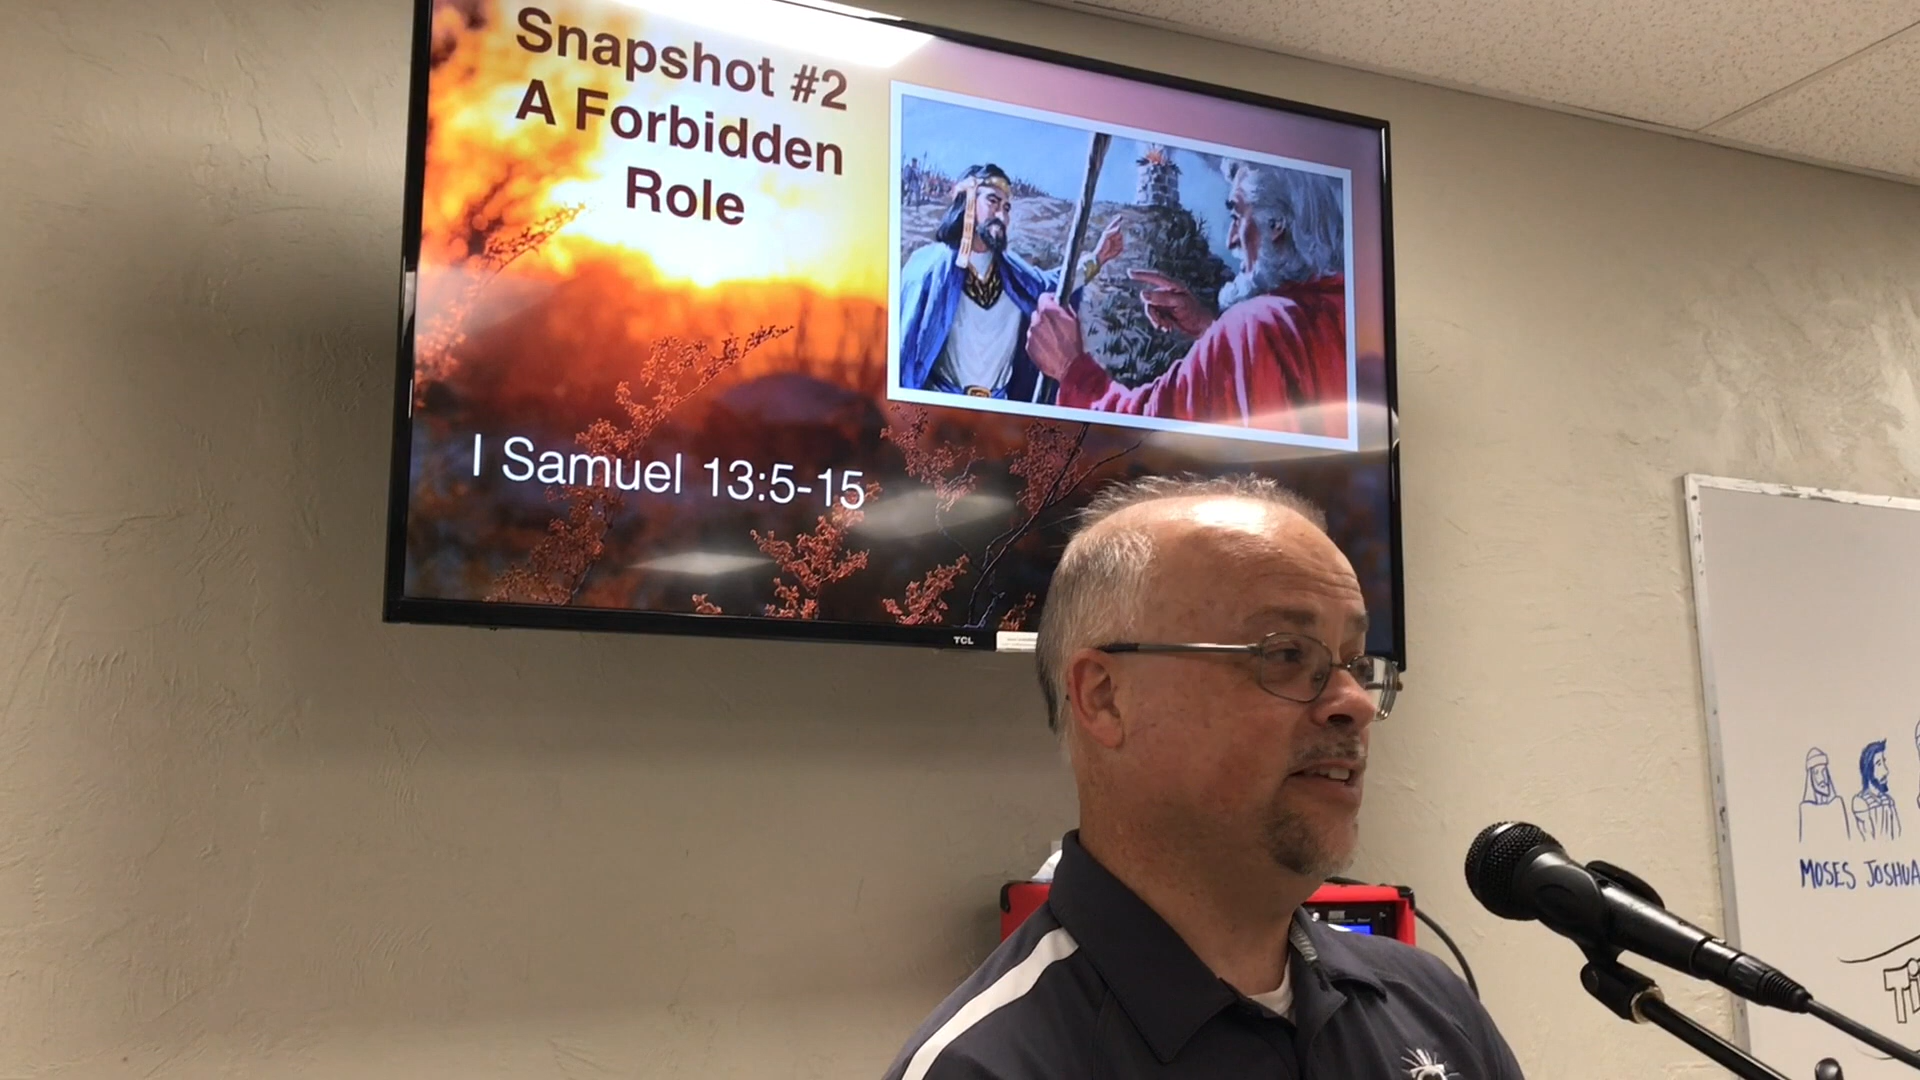 Snapshot #2
A Forbidden
Role
I Samuel 13:5-15
TCL
MOSES JOSHUA